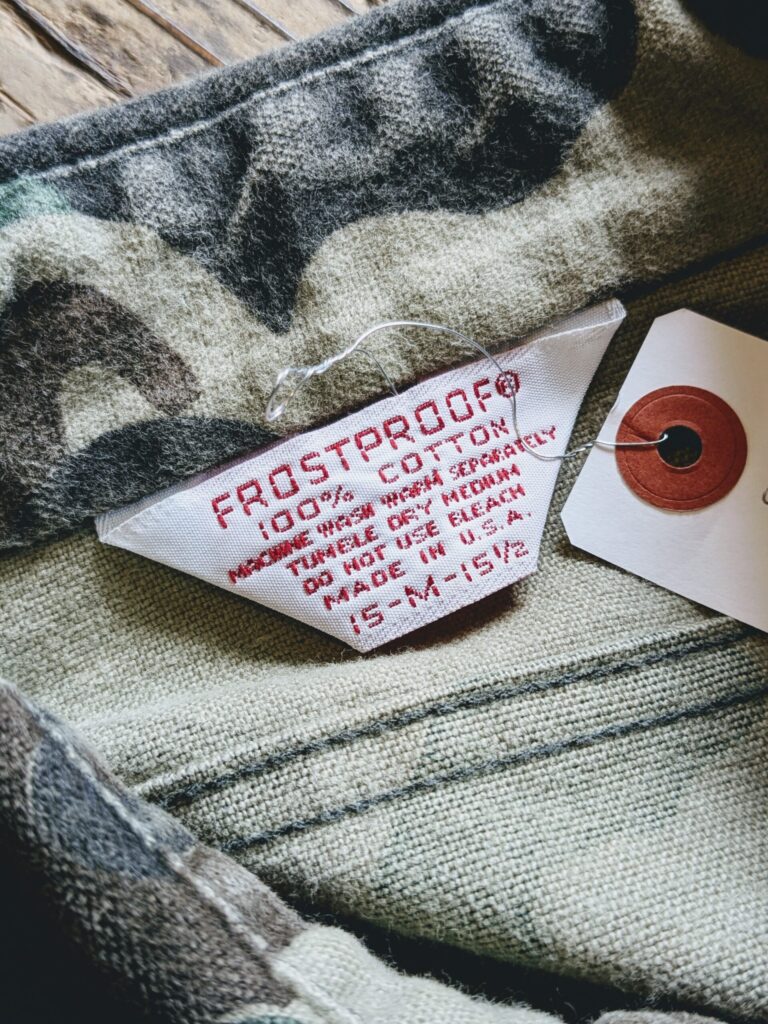 FROSTPROOF®
100% COTTON
MACHINE WASH WARM SEPARATELY
TUMBLE DRY MEDIUM
DO NOT USE BLEACH
MADE IN U.S.A.
15-M-15½